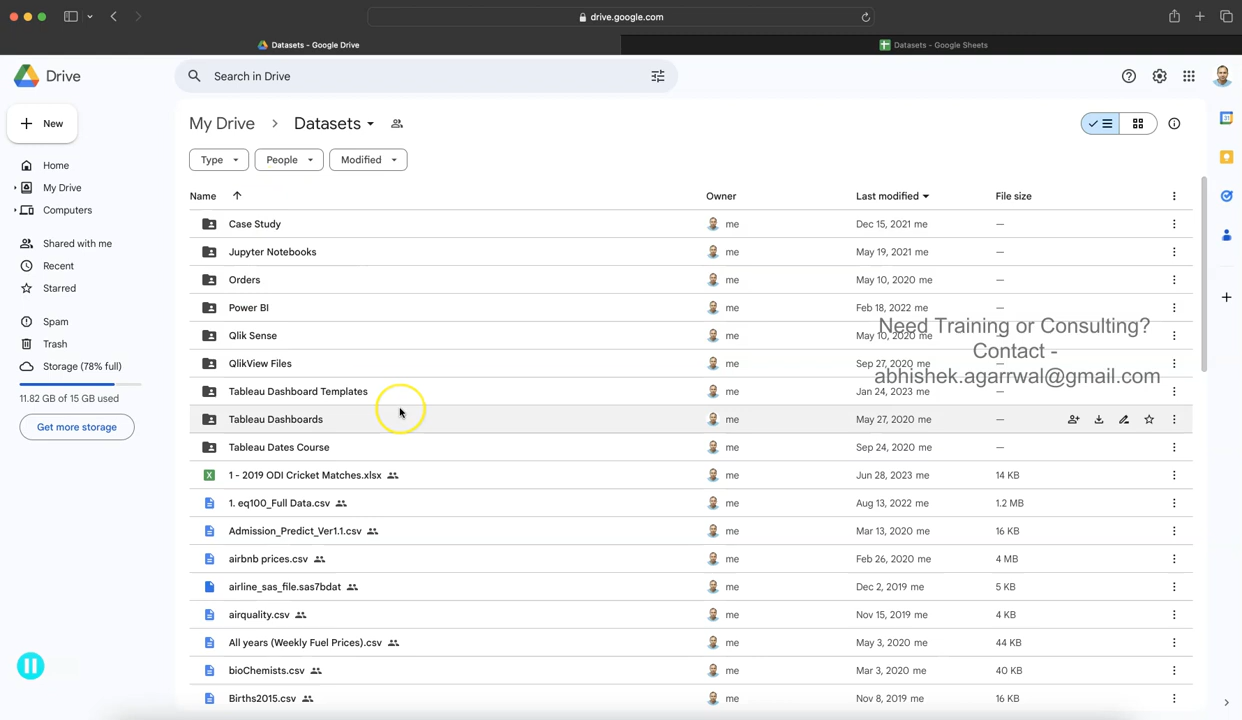 drive.google.com
Datasets - Google Drive
Datasets - Google Sheets
Drive
Search in Drive
New
Home
My Drive
Computers
Shared with me
Recent
Starred
Spam
Trash
Storage (78% full)
11.82 GB of 15 GB used
Get more storage
My Drive > Datasets
Type People Modified
Name Owner Last modified File size
Case Study me Dec 15, 2021 me —
Jupyter Notebooks me May 19, 2021 me —
Orders me May 10, 2020 me —
Power BI me Feb 18, 2022 me —
Qlik Sense me May 10, 2020 me —
QlikView Files me Sep 27, 2020 me —
Tableau Dashboard Templates me Jan 24, 2023 me —
Tableau Dashboards me May 27, 2020 me —
Tableau Dates Course me Sep 24, 2020 me —
1 - 2019 ODI Cricket Matches.xlsx me Jun 28, 2023 me 14 KB
1. eq100_Full Data.csv me Aug 13, 2022 me 1.2 MB
Admission_Predict_Ver1.1.csv me Mar 13, 2020 me 16 KB
airbnb prices.csv me Feb 26, 2020 me 4 MB
airline_sas_file.sas7bdat me Dec 2, 2019 me 5 KB
airquality.csv me Nov 15, 2019 me 4 KB
All years (Weekly Fuel Prices).csv me May 3, 2020 me 44 KB
bioChemists.csv me Mar 3, 2020 me 40 KB
Births2015.csv me Nov 8, 2019 me 16 KB
Need Training or Consulting?
Contact -
abhishek.agarrwal@gmail.com